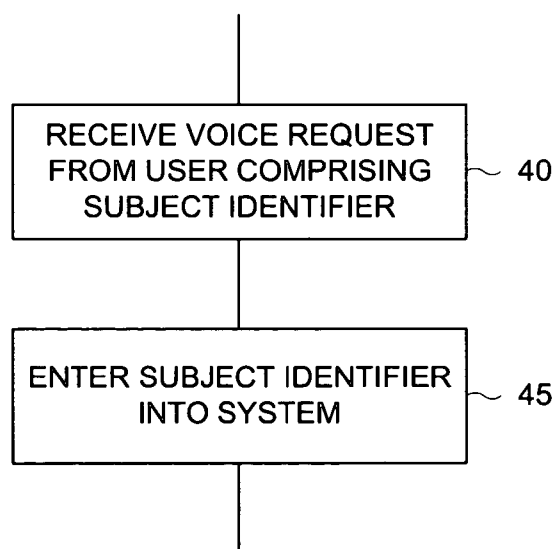 RECEIVE VOICE REQUEST
FROM USER COMPRISING
SUBJECT IDENTIFIER
40
ENTER SUBJECT IDENTIFIER
INTO SYSTEM
45